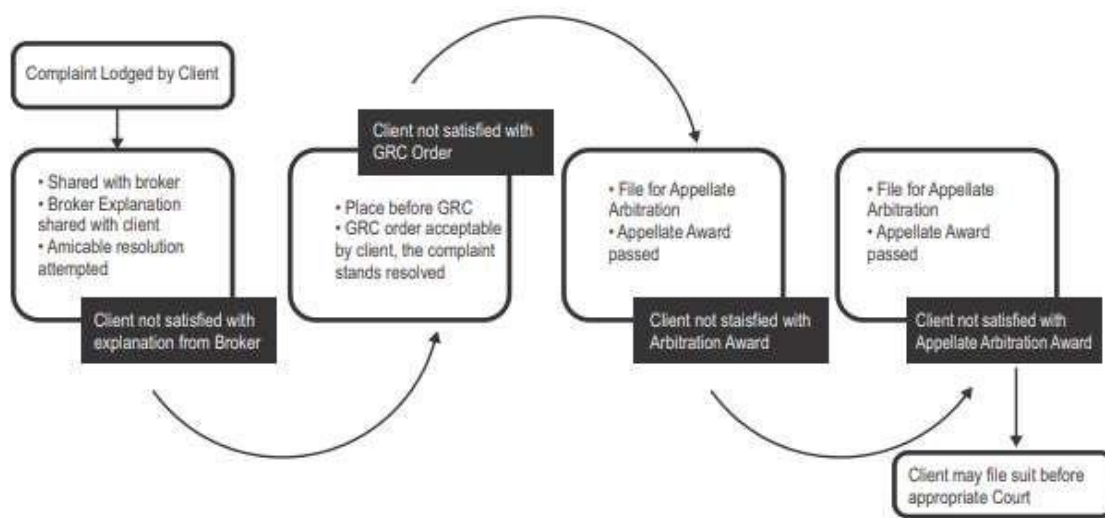 Complaint Lodged by Client
• Shared with broker
• Broker Explanation
shared with client
• Amicable resolution
attempted
Client not satisfied with
explanation from Broker
Client not satisfied with
GRC Order
• Place before GRC
• GRC order acceptable
by client, the complaint
stands resolved
• File for Appellate
Arbitration
• Appellate Award
passed
Client not staisfied with
Arbitration Award
• File for Appellate
Arbitration
• Appellate Award
passed
Client not satisfied with
Appellate Arbitration Award
Client may file suit before
appropriate Court